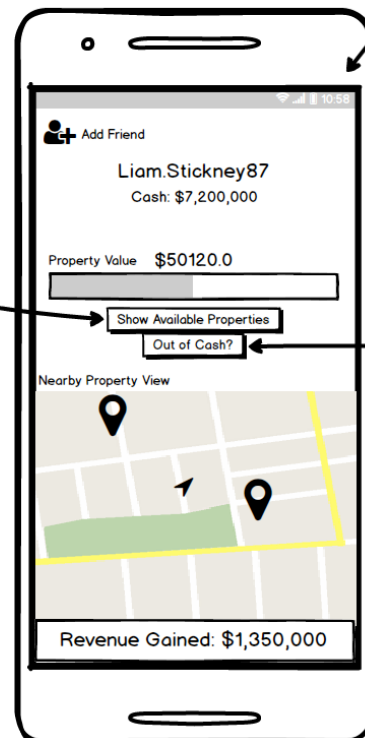 10:58
Add Friend
Liam.Stickney87
Cash: $7,200,000
Property Value $50120.0
Show Available Properties
Out of Cash?
Nearby Property View
Revenue Gained: $1,350,000